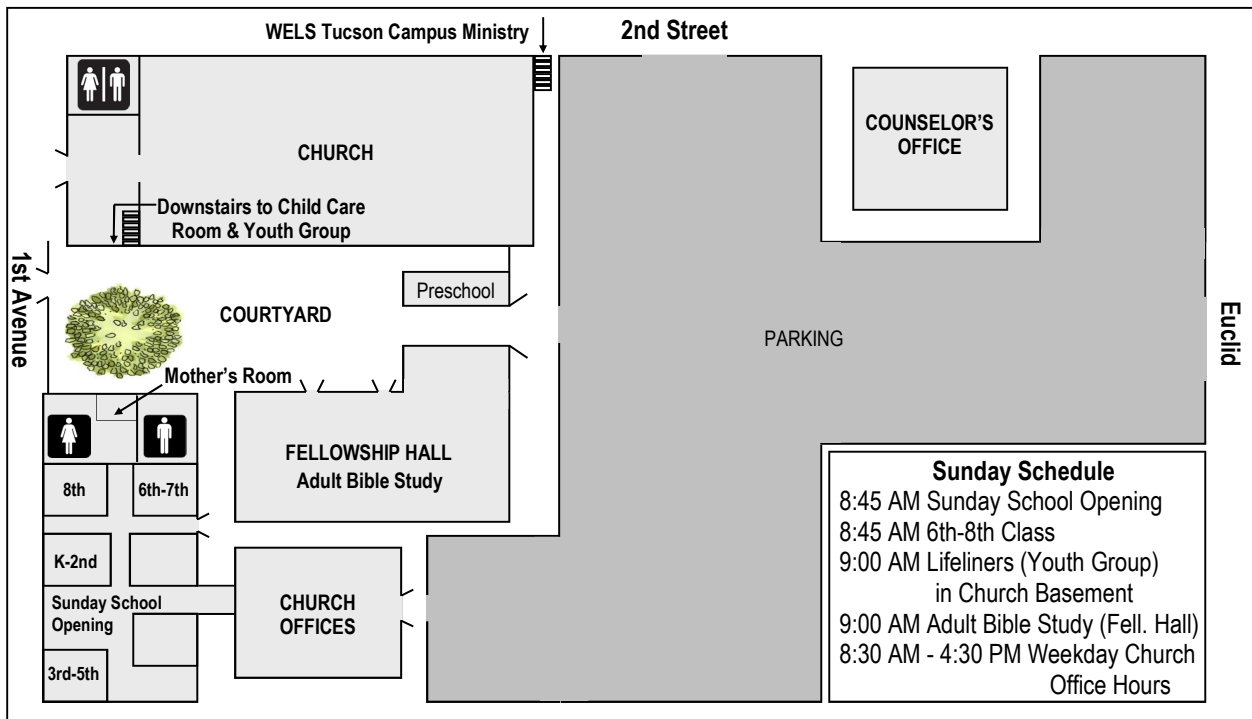 WELS Tucson Campus Ministry
2nd Street
CHURCH
COUNSELOR'S
OFFICE
Downstairs to Child Care
Room & Youth Group
1st Avenue
Preschool
COURTYARD
PARKING
Euclid
Mother's Room
FELLOWSHIP HALL
Adult Bible Study
8th
6th-7th
K-2nd
Sunday School
Opening
3rd-5th
CHURCH
OFFICES
Sunday Schedule
8:45 AM Sunday School Opening
8:45 AM 6th-8th Class
9:00 AM Lifeliners (Youth Group)
in Church Basement
9:00 AM Adult Bible Study (Fell. Hall)
8:30 AM - 4:30 PM Weekday Church
Office Hours